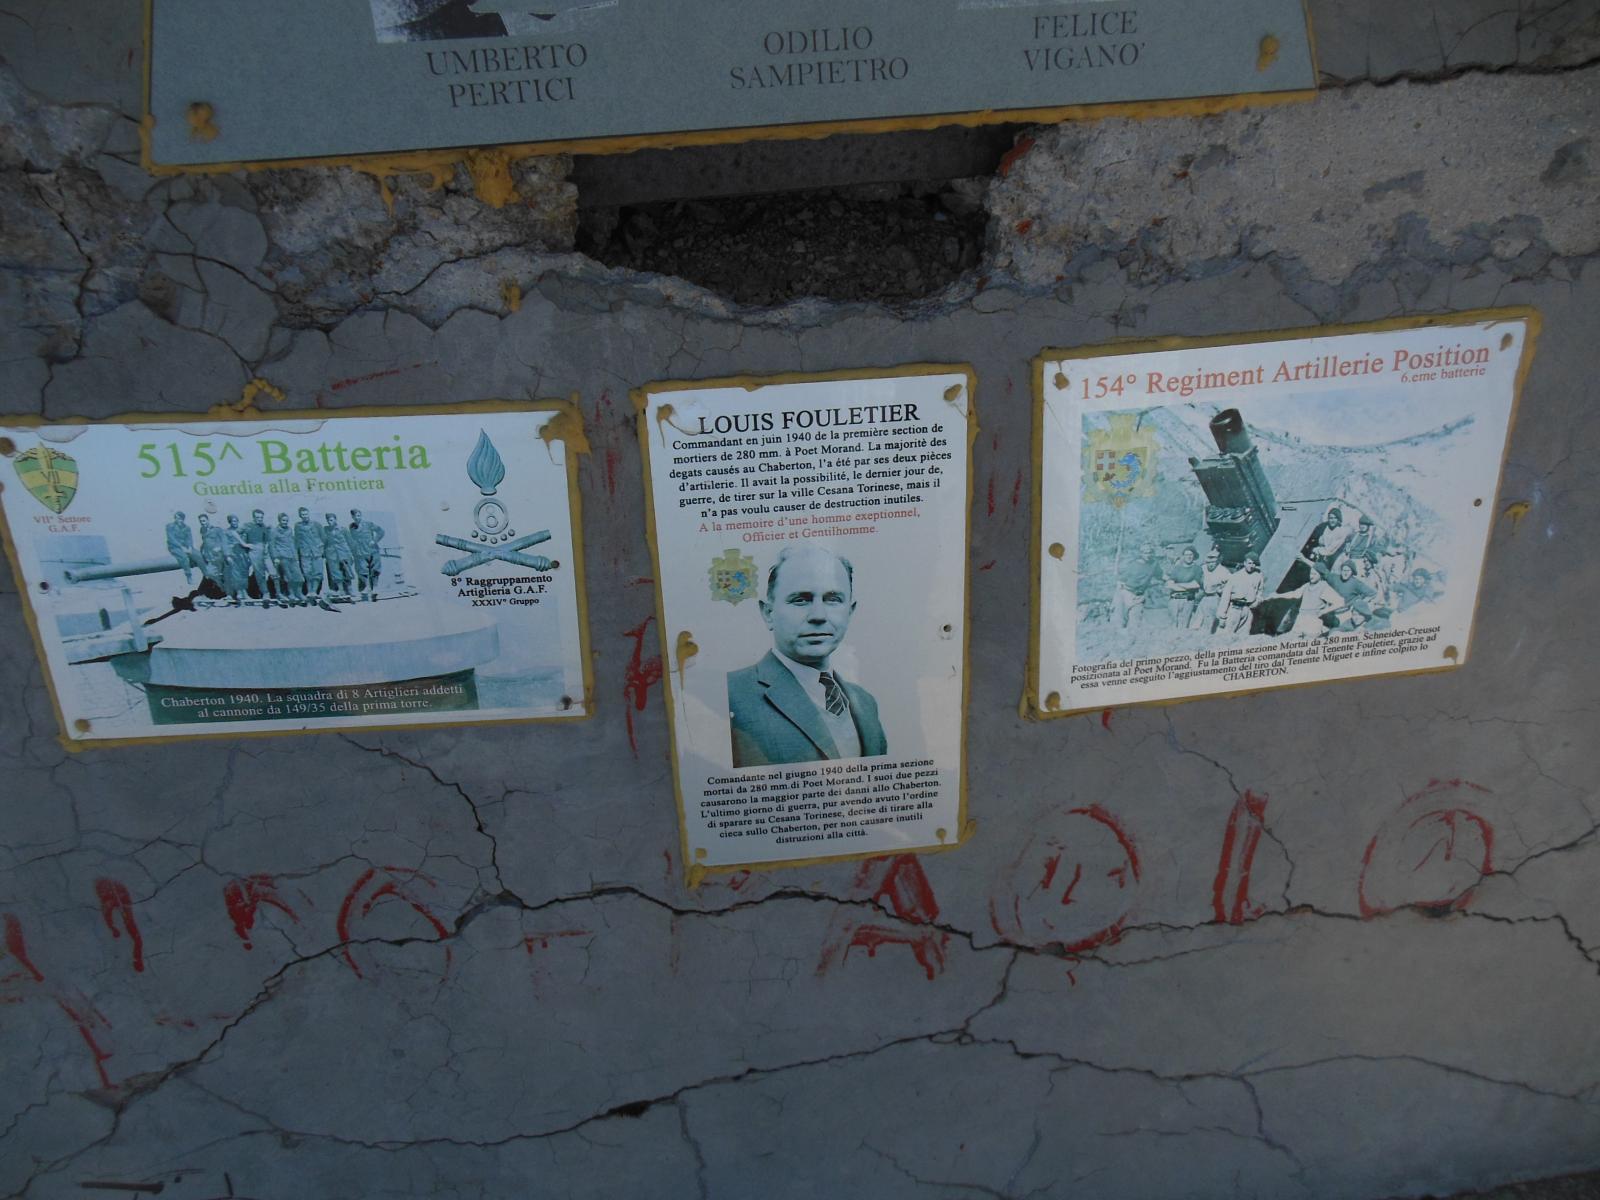 UMBERTO
PERTICI
ODILIO
SAMPIETRO
FELICE
VIGANO'
515^ Batteria
Guardia alla Frontiera
VII° Settore
G.A.F.
8
8° Raggruppamento
Artiglieria G.A.F.
XXXIV° Gruppo
Chaberton 1940. La squadra di 8 Artiglieri addetti
al cannone da 149/35 della prima torre.
LOUIS FOULETIER
Commandant en juin 1940 de la première section de
mortiers de 280 mm. à Poet Morand. La majoritè des
degats causés au Chaberton, l'a été par ses deux pièces
d'artiilerie. Il avait la possibilité, le dernier jour de,
guerre, de tirer sur la ville Cesana Torinese, mais il
n'a pas voulu causer de destruction inutiles.
A la memoire d'une homme exeptionnel,
Officier et Gentilhomme.
Comandante nel giugno 1940 della prima sezione
mortai da 280 mm.di Poet Morand. I suoi due pezzi
causarono la maggior parte dei danni allo Chaberton.
L'ultimo giorno di guerra, pur avendo avuto l'ordine
di sparare su Cesana Torinese, decise di tirare alla
cieca sullo Chaberton, per non causare inutili
distruzioni alla città.
154° Regiment Artillerie Position
6.eme batterie
Fotografia del primo pezzo, della prima sezione Mortai da 280 mm. Schneider-Creusot
posizionata al Poet Morand. Fu la Batteria comandata dal Tenente Fouletier, grazie ad
essa venne eseguito l'aggiustamento del tiro dal Tenente Miguet e infine colpito lo
CHABERTON.